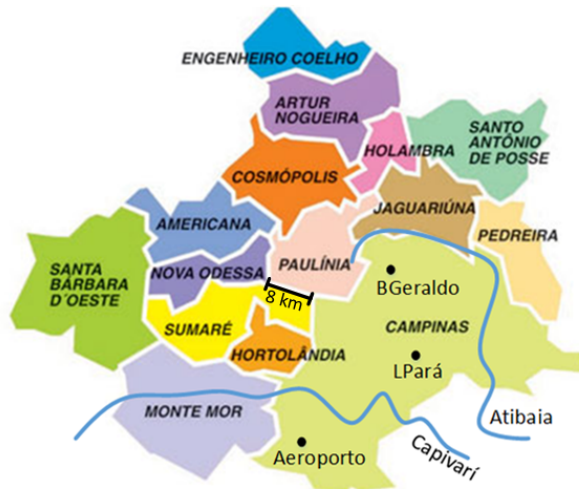 ENGENHEIRO COELHO
ARTUR
NOGUEIRA
SANTO
ANTÔNIO
DE POSSE
HOLAMBRA
COSMÓPOLIS
JAGUARIÚNA
AMERICANA
PEDREIRA
SANTA
BÁRBARA
D´OESTE
NOVA ODESSA
PAULÍNIA
BGeraldo
8 km
SUMARÉ
CAMPINAS
HORTOLÂNDIA
LPará
MONTE MOR
Atibaia
Aeroporto
Capivarí